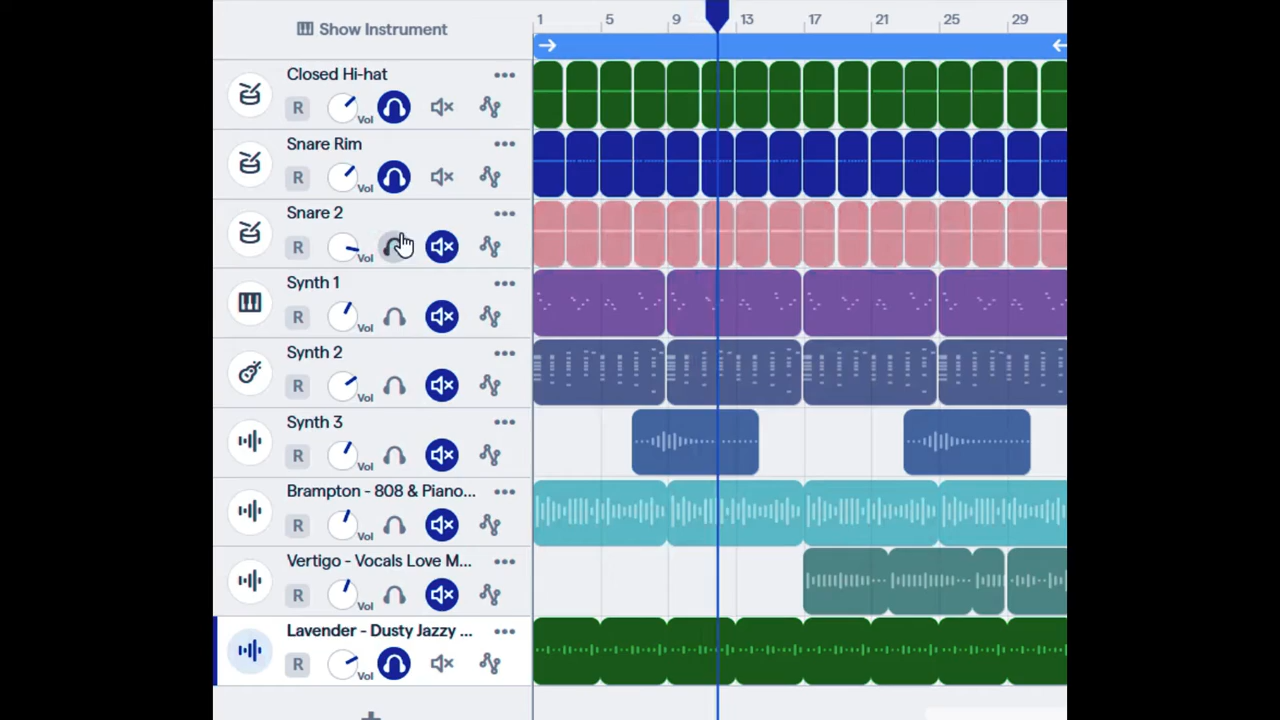 Show Instrument
1 5 9 13 17 21 25 29
Closed Hi-hat
R Vol
Snare Rim
R Vol
Snare 2
R Vol
Synth 1
R Vol
Synth 2
R Vol
Synth 3
R Vol
Brampton - 808 & Piano...
R Vol
Vertigo - Vocals Love M...
R Vol
Lavender - Dusty Jazzy ...
R Vol